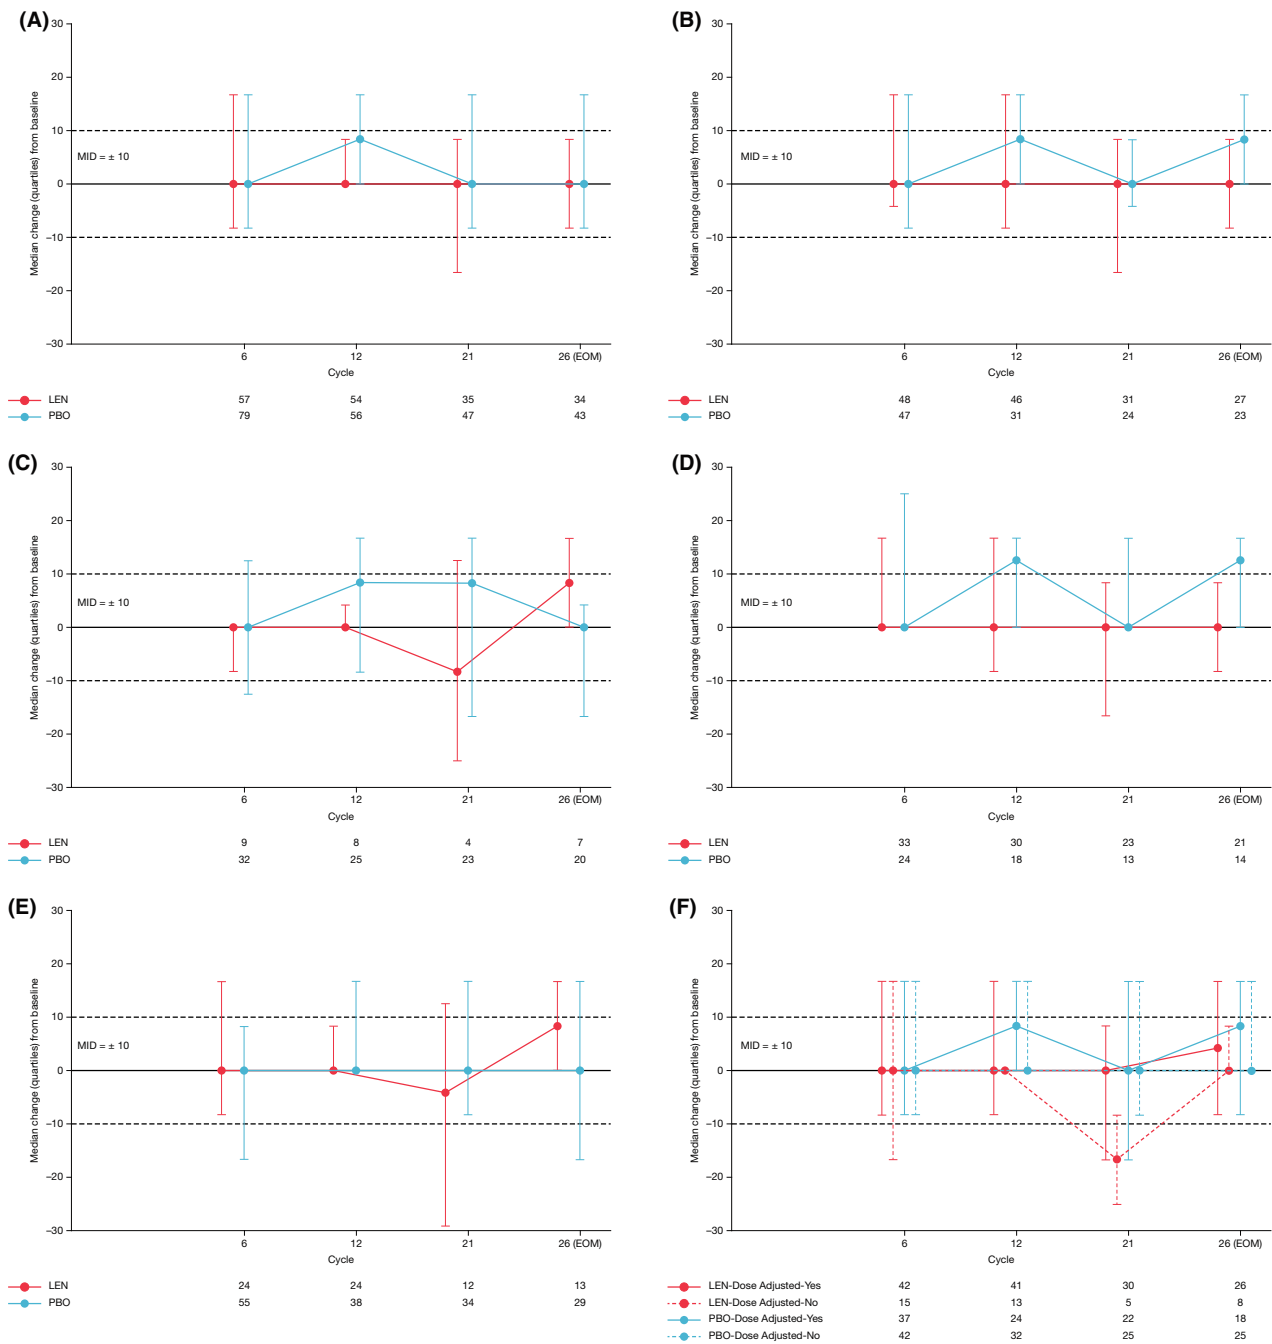 (A)
Median change (quartiles) from baseline
30
20
10
0
–10
–20
–30
MID = ± 10
6 12 21 26 (EOM)
Cycle
LEN 57 54 35 34
PBO 79 56 47 43
(B)
Median change (quartiles) from baseline
30
20
10
0
–10
–20
–30
MID = ± 10
6 12 21 26 (EOM)
Cycle
LEN 48 46 31 27
PBO 47 31 24 23
(C)
Median change (quartiles) from baseline
30
20
10
0
–10
–20
–30
MID = ± 10
6 12 21 26 (EOM)
Cycle
LEN 9 8 4 7
PBO 32 25 23 20
(D)
Median change (quartiles) from baseline
30
20
10
0
–10
–20
–30
MID = ± 10
6 12 21 26 (EOM)
Cycle
LEN 33 30 23 21
PBO 24 18 13 14
(E)
Median change (quartiles) from baseline
30
20
10
0
–10
–20
–30
MID = ± 10
6 12 21 26 (EOM)
Cycle
LEN 24 24 12 13
PBO 55 38 34 29
(F)
Median change (quartiles) from baseline
30
20
10
0
–10
–20
–30
MID = ± 10
6 12 21 26 (EOM)
Cycle
LEN-Dose Adjusted-Yes 42 41 30 26
LEN-Dose Adjusted-No 15 13 5 8
PBO-Dose Adjusted-Yes 37 24 22 18
PBO-Dose Adjusted-No 42 32 25 25